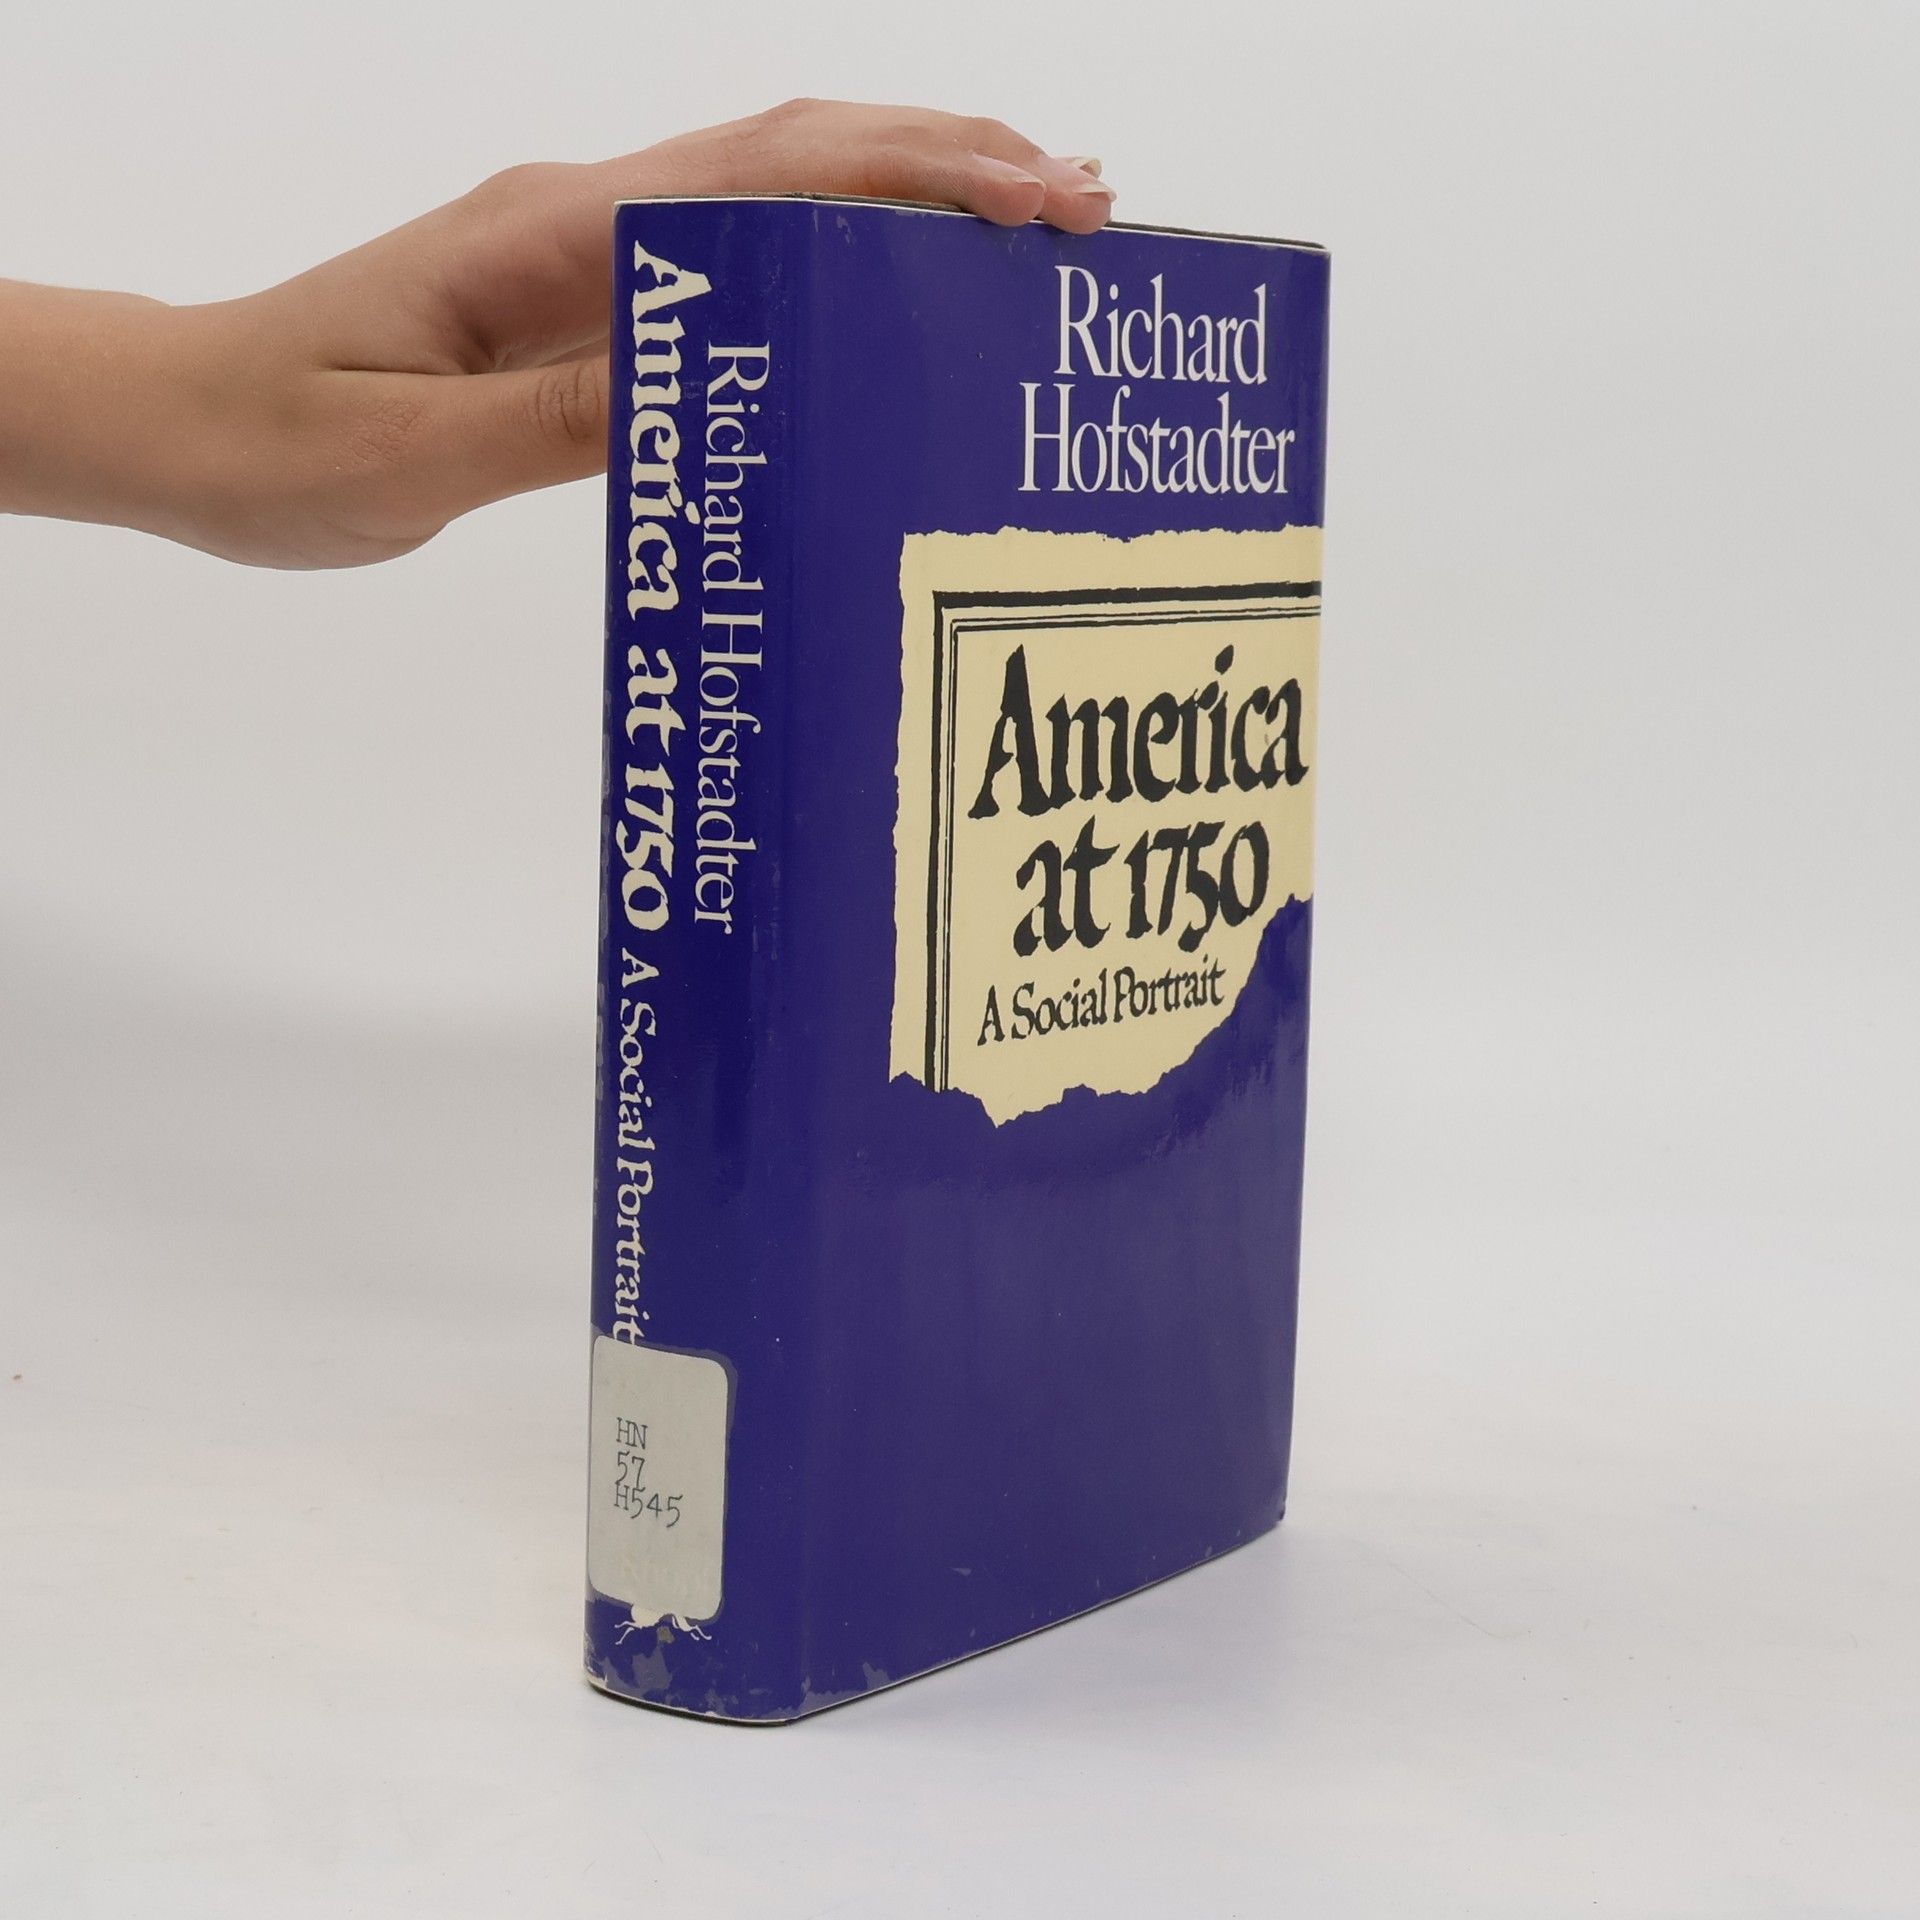 America at 1750 A Social Portrait
Richard Hofstadter
HN
57
H545
Richard
Hofstadter
America
at 1750
A Social Portrait